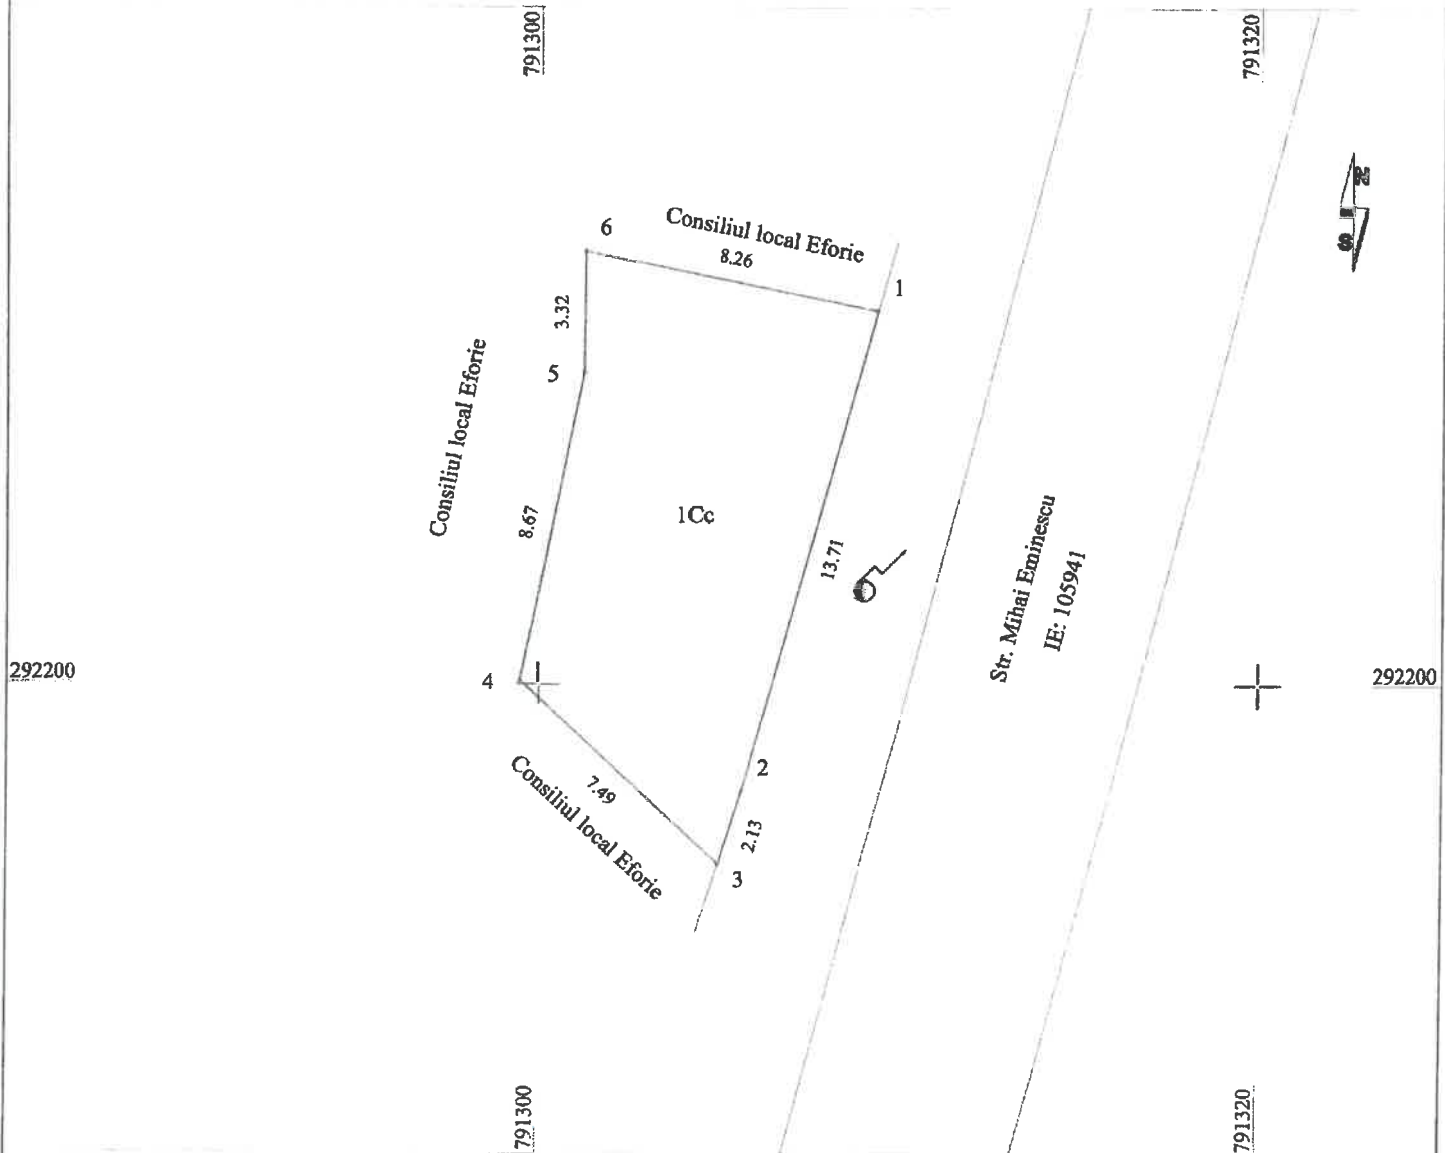 791300
791320
N
S
6
Consiliul local Eforie
8.26
1
3.32
5
Consiliul local Eforie
8.67
1Cc
13.71
Str. Mihai Eminescu
IE: 105941
292200
292200
4
2
Consiliul local Eforie
7.49
2.13
3
791300
791320